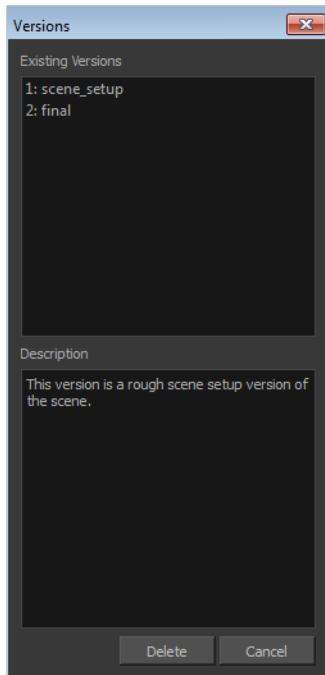 Versions
Existing Versions
1: scene_setup
2: final
Description
This version is a rough scene setup version of
the scene.
Delete
Cancel